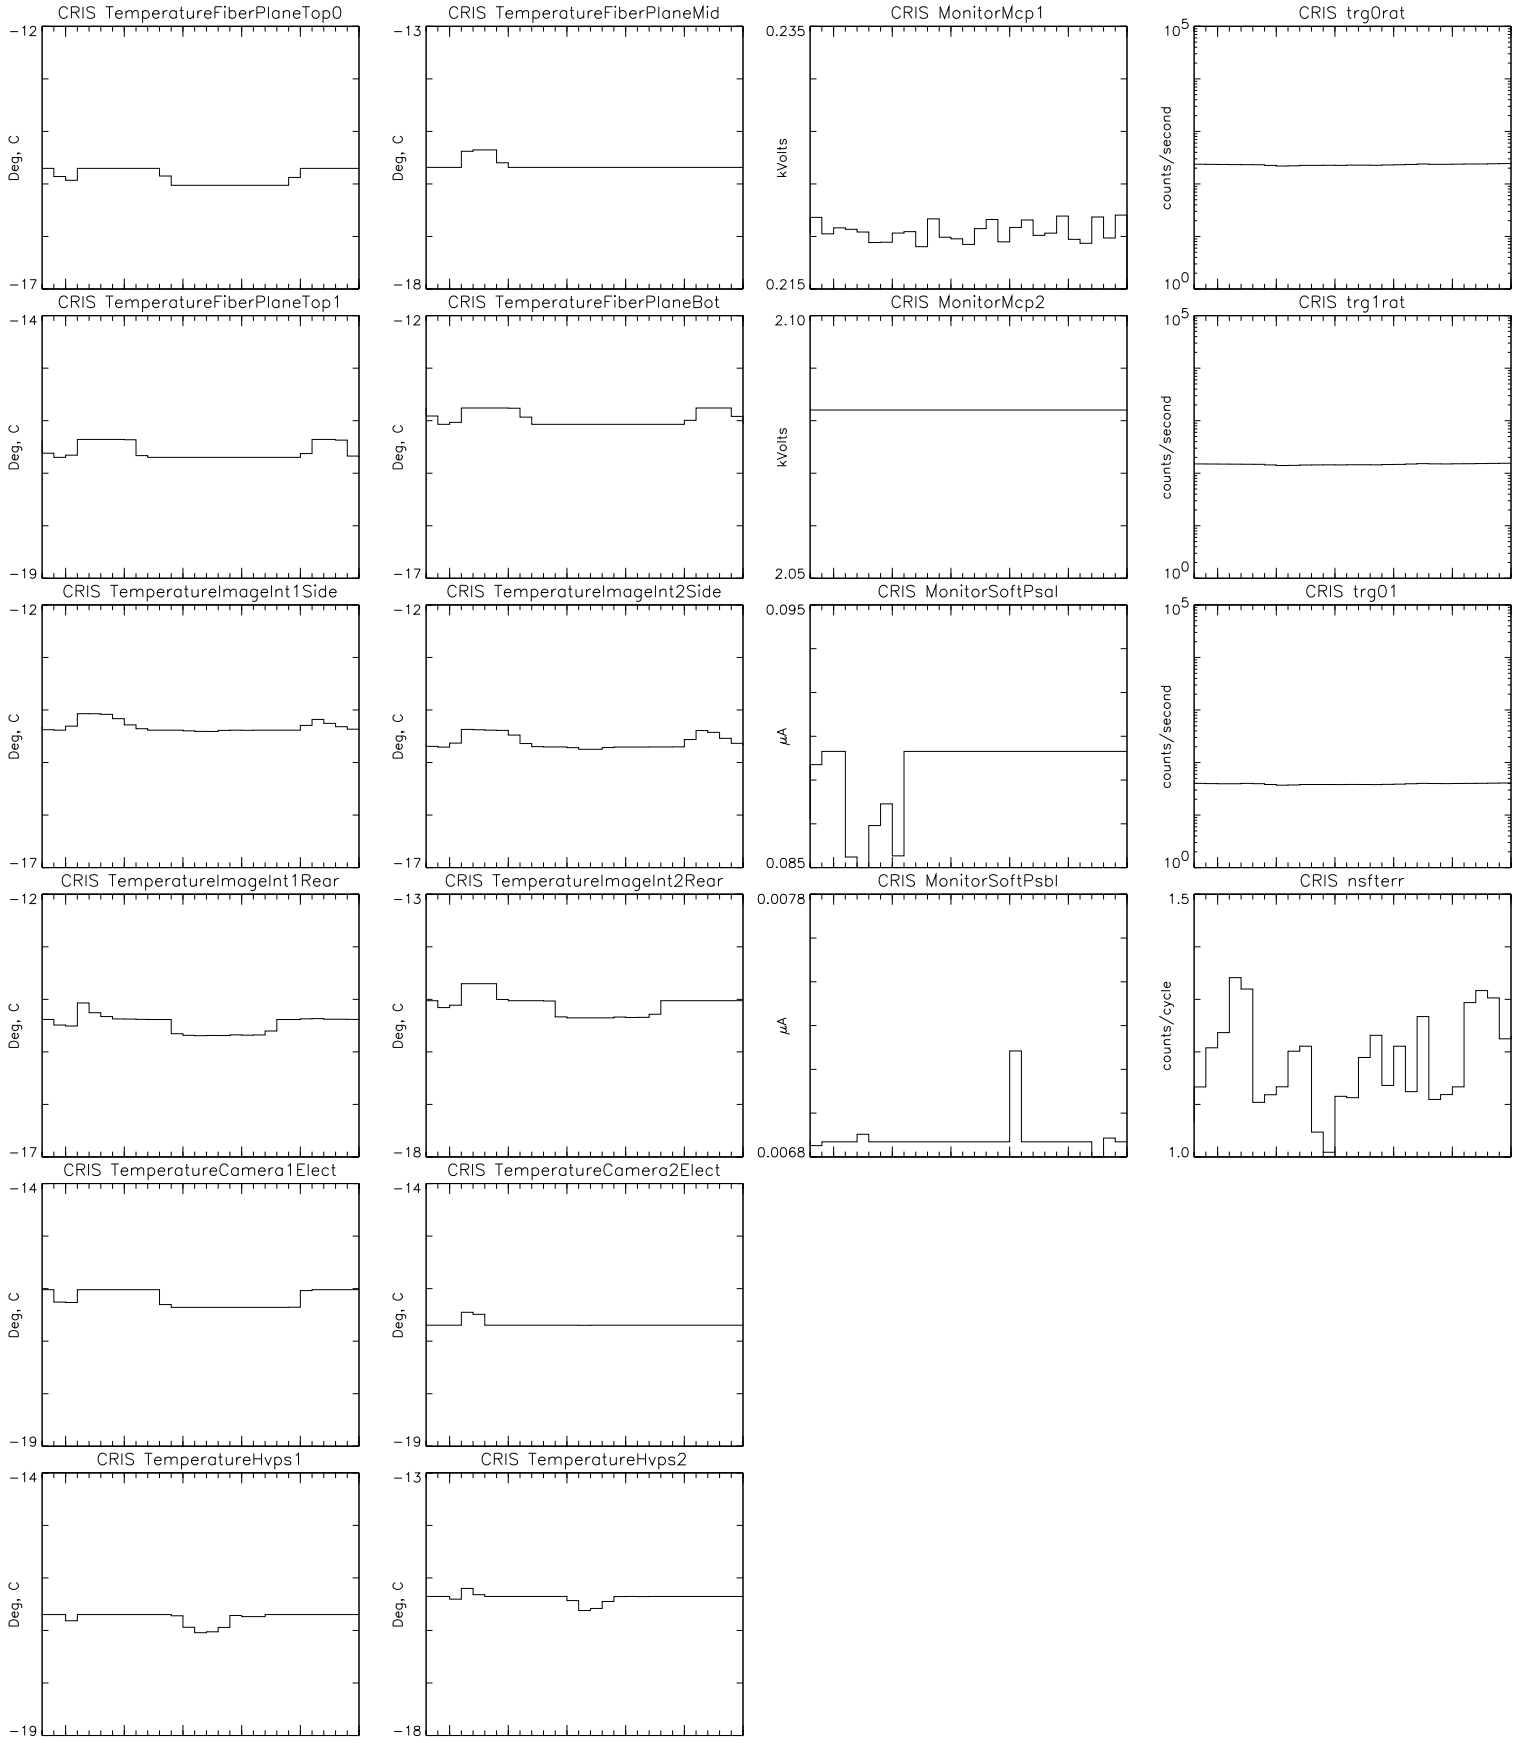 CRIS TemperatureFiberPlaneTop0
-12
Deg, C
-17
CRIS TemperatureFiberPlaneMid
-13
Deg, C
-18
CRIS MonitorMcp1
0.235
kVolts
0.215
CRIS trg0rat
10^5
counts/second
10^0
CRIS TemperatureFiberPlaneTop1
-14
Deg, C
-19
CRIS TemperatureFiberPlaneBot
-12
Deg, C
-17
CRIS MonitorMcp2
2.10
kVolts
2.05
CRIS trg1rat
10^5
counts/second
10^0
CRIS TemperatureImageInt1Side
-12
Deg, C
-17
CRIS TemperatureImageInt2Side
-12
Deg, C
-17
CRIS MonitorSoftPsaI
0.095
μA
0.085
CRIS trg01
10^5
counts/second
10^0
CRIS TemperatureImageInt1Rear
-12
Deg, C
-17
CRIS TemperatureImageInt2Rear
-13
Deg, C
-18
CRIS MonitorSoftPsbI
0.0078
μA
0.0068
CRIS nsfterr
1.5
counts/cycle
1.0
CRIS TemperatureCamera1Elect
-14
Deg, C
-19
CRIS TemperatureCamera2Elect
-14
Deg, C
-19
CRIS TemperatureHvps1
-14
Deg, C
-19
CRIS TemperatureHvps2
-13
Deg, C
-18